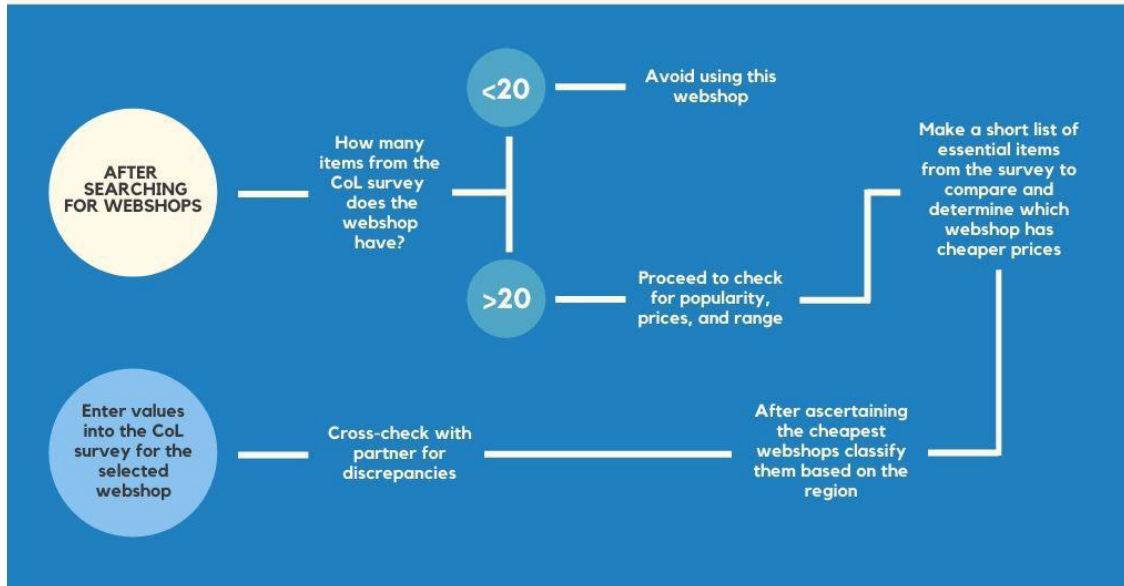 AFTER
SEARCHING
FOR WEBSHOPS
How many
items from the
CoL survey
does the
webshop
have?
<20
Avoid using this
webshop
>20
Proceed to check
for popularity,
prices, and range
Make a short list of
essential items
from the survey to
compare and
determine which
webshop has
cheaper prices
After ascertaining
the cheapest
webshops classify
them based on the
region
Cross-check with
partner for
discrepancies
Enter values
into the CoL
survey for the
selected
webshop